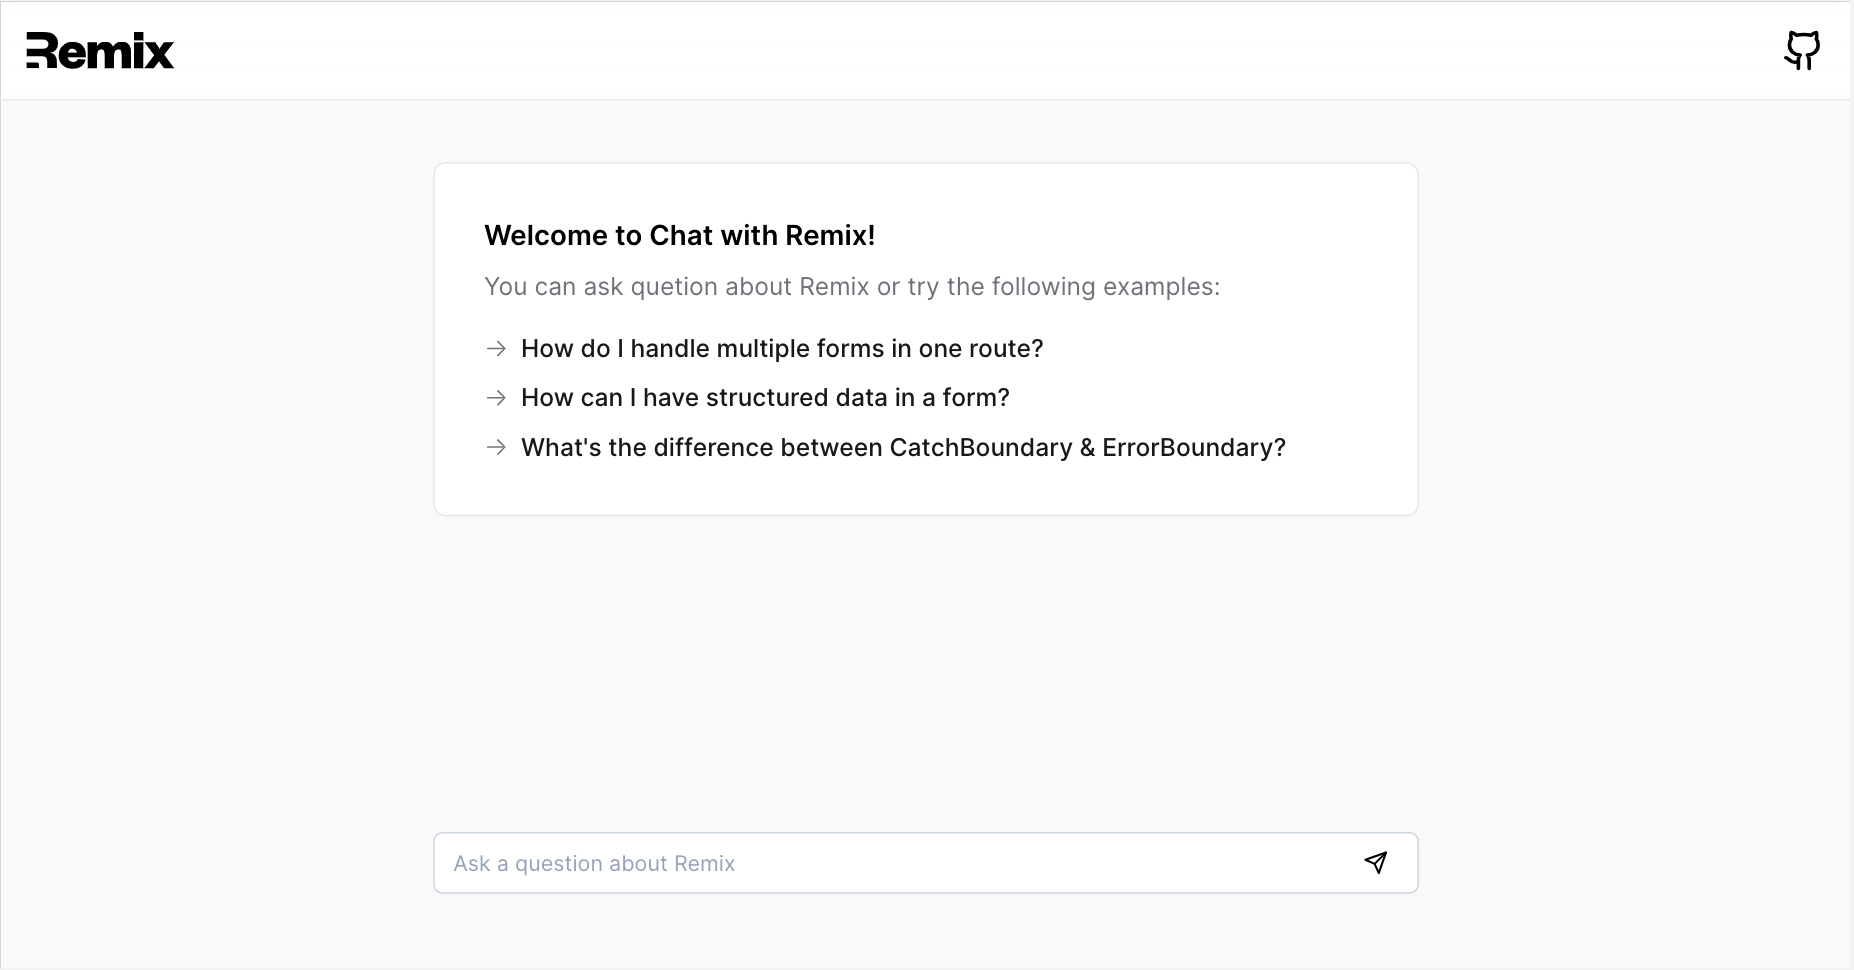 Remix
Welcome to Chat with Remix!
You can ask quetion about Remix or try the following examples:
How do I handle multiple forms in one route?
How can I have structured data in a form?
What's the difference between CatchBoundary & ErrorBoundary?
Ask a question about Remix